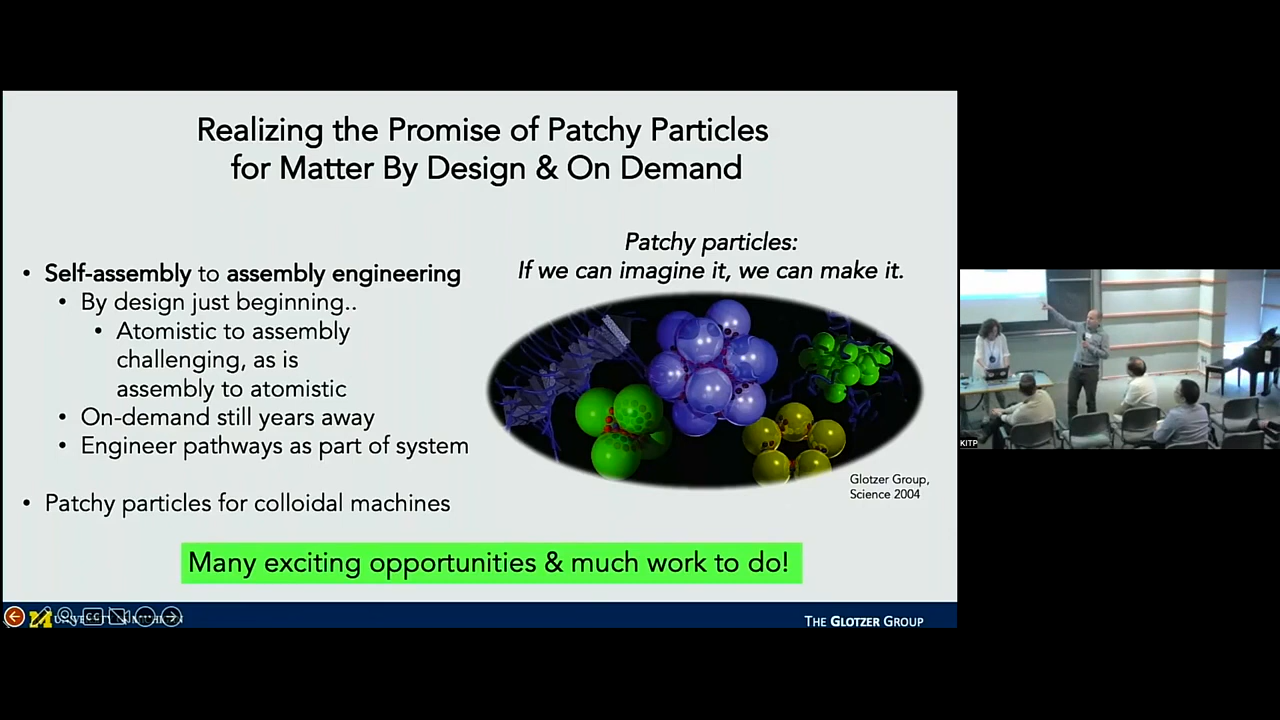 Realizing the Promise of Patchy Particles
for Matter By Design & On Demand
• Self-assembly to assembly engineering
• By design just beginning..
• Atomistic to assembly
challenging, as is
assembly to atomistic
• On-demand still years away
• Engineer pathways as part of system
• Patchy particles for colloidal machines
Patchy particles:
If we can imagine it, we can make it.
Glotzer Group,
Science 2004
Many exciting opportunities & much work to do!
CC
THE GLOTZER GROUP
KITP